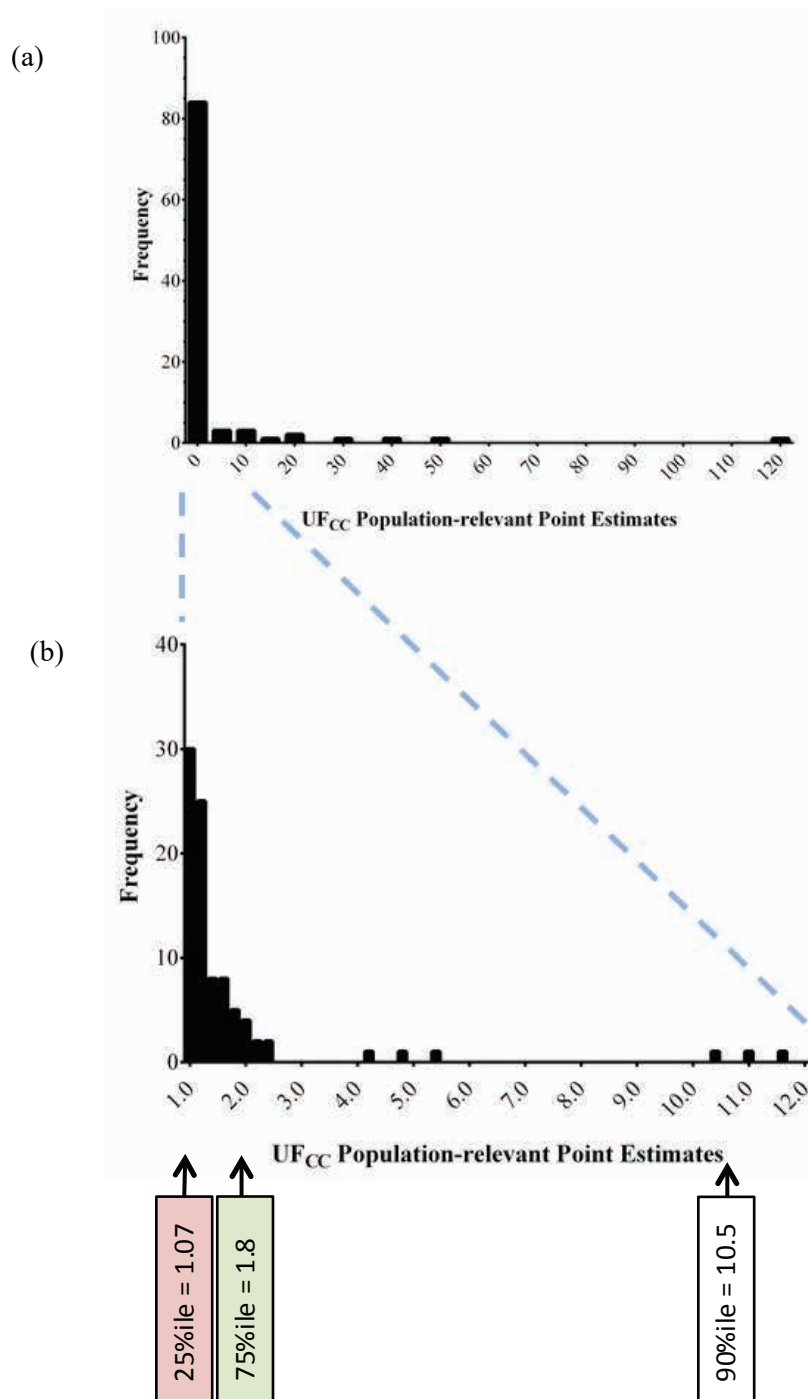 (a)
100
80
60
40
20
0
Frequency
0 10 20 30 40 50 60 70 80 90 100 110 120
UFCC Population-relevant Point Estimates
(b)
40
30
20
10
0
Frequency
1.0 2.0 3.0 4.0 5.0 6.0 7.0 8.0 9.0 10.0 11.0 12.0
UFCC Population-relevant Point Estimates
25%ile = 1.07
75%ile = 1.8
90%ile = 10.5